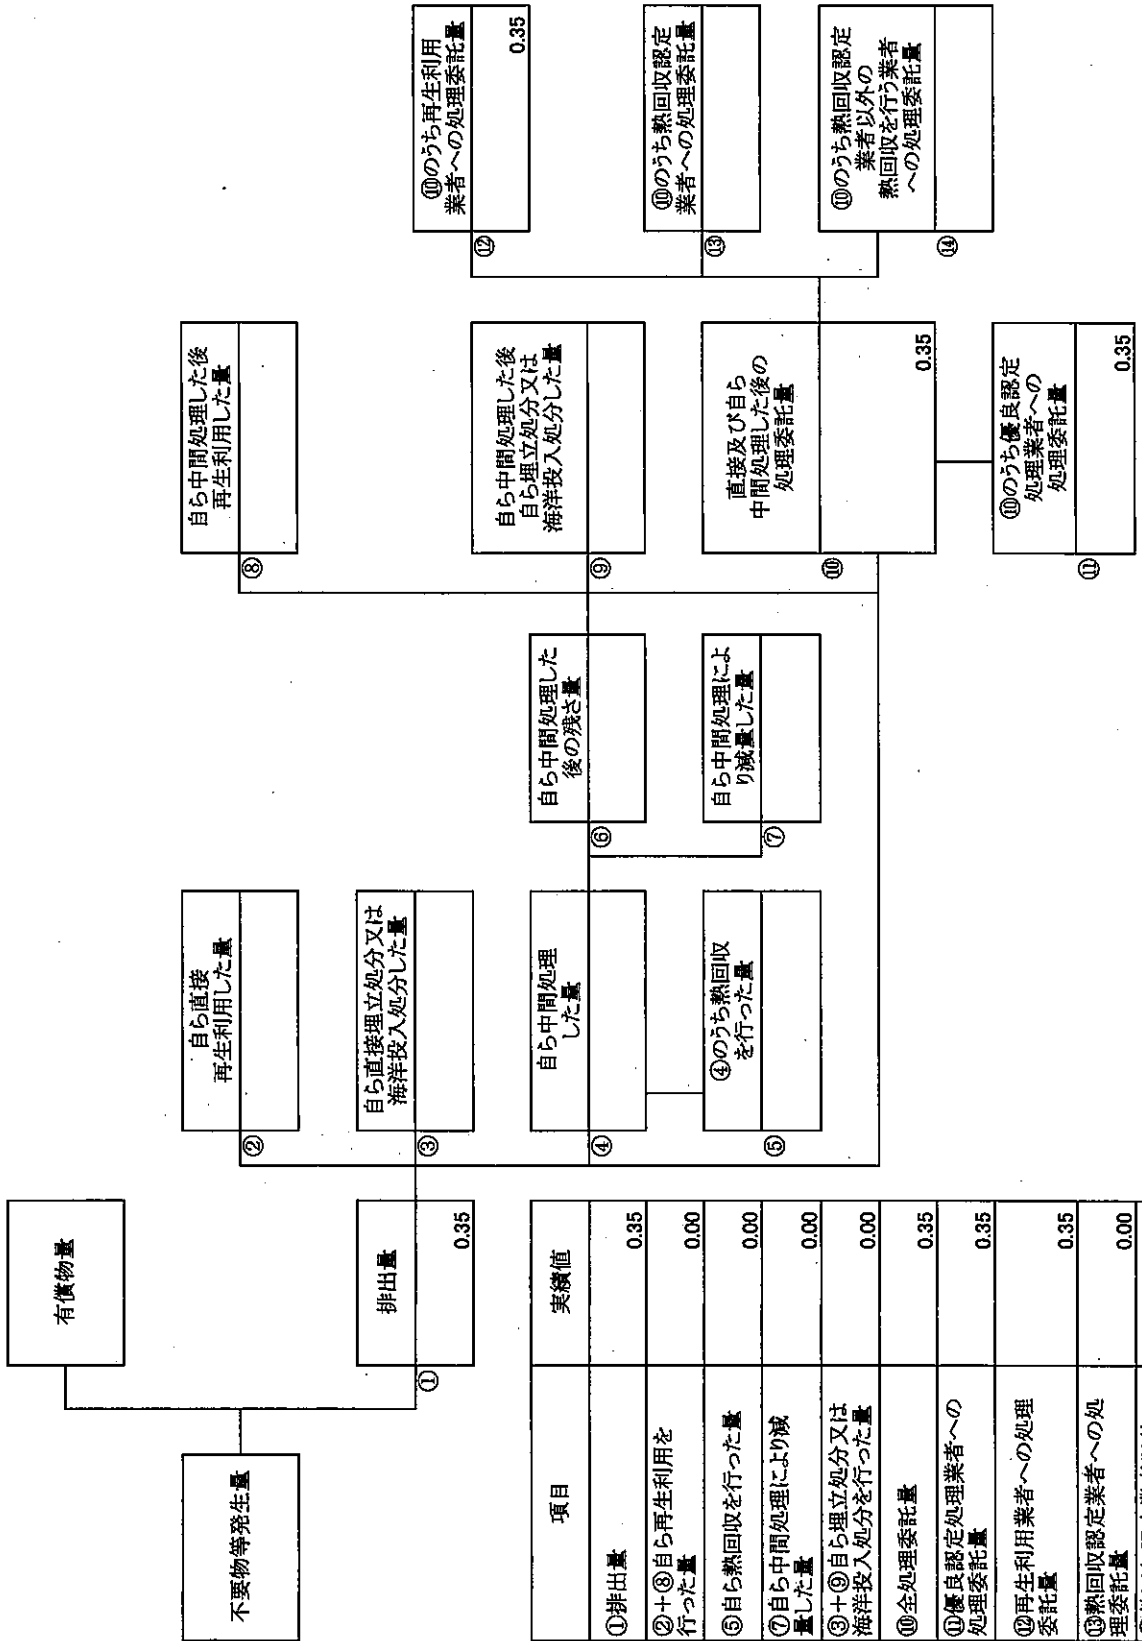 不要物等発生量
有償物量
排出量
①
0.35
自ら直接
再生利用した量
②
自ら直接埋立処分又は
海洋投入処分した量
③
自ら中間処理
した量
④
④のうち熱回収
を行った量
⑤
自ら中間処理した
後の残さ量
⑥
自ら中間処理によ
り減量した量
⑦
自ら中間処理した後
再生利用した量
⑧
自ら中間処理した後
自ら埋立処分又は
海洋投入処分した量
⑨
直接及び自ら
中間処理した後の
処理委託量
⑩
0.35
⑩のうち優良認定
処理業者への
処理委託量
⑪
0.35
⑩のうち再生利用
業者への処理委託量
⑫
0.35
⑩のうち熱回収認定
業者への処理委託量
⑬
⑩のうち熱回収認定
業者以外の
熱回収を行う業者
への処理委託量
⑭
項目 実績値
①排出量 0.35
②+⑧自ら再生利用を
行った量 0.00
⑤自ら熱回収を行った量 0.00
⑦自ら中間処理により減
量した量 0.00
③+⑨自ら埋立処分又は
海洋投入処分を行った量 0.00
⑩全処理委託量 0.35
⑪優良認定処理業者への
処理委託量 0.35
⑫再生利用業者への処理
委託量 0.35
⑬熱回収認定業者への処
理委託量 0.00